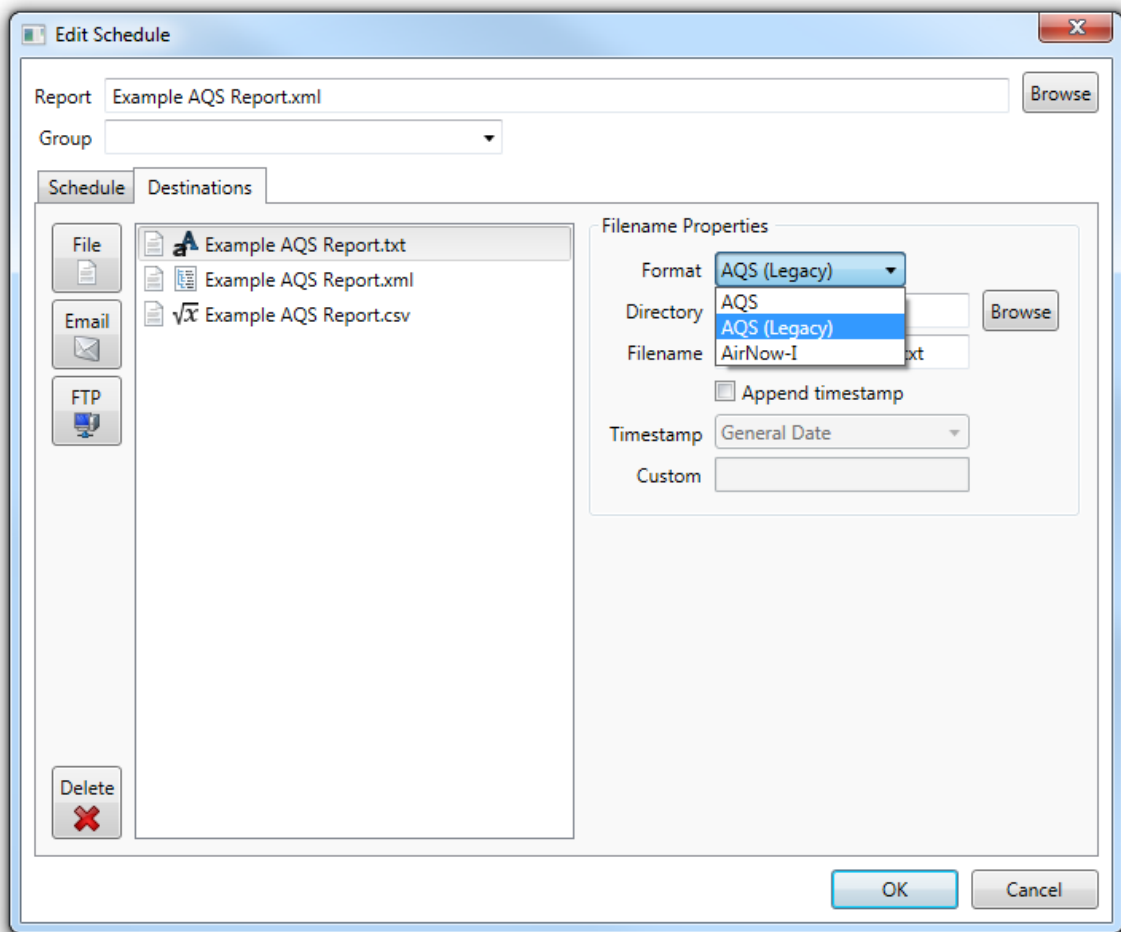 Edit Schedule
Report Example AQS Report.xml Browse
Group
Schedule Destinations
File
Email
FTP
Delete
Example AQS Report.txt
Example AQS Report.xml
Example AQS Report.csv
Filename Properties
Format AQS (Legacy)
AQS
AQS (Legacy)
AirNow-I
Directory Browse
Filename
Append timestamp
Timestamp General Date
Custom
OK Cancel